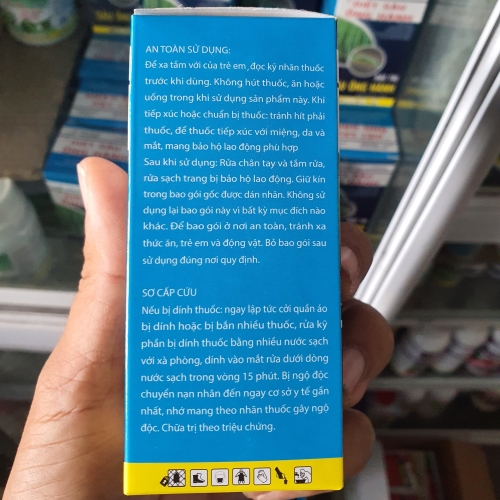 AN TOÀN SỬ DỤNG:
Để xa tầm với của trẻ em, đọc kỹ nhãn thuốc
trước khi dùng. Không hút thuốc, ăn hoặc
uống trong khi sử dụng sản phẩm này. Khi
tiếp xúc hoặc chuẩn bị thuốc: tránh hít phải
thuốc, để thuốc tiếp xúc với miệng, da và
mắt, mang bảo hộ lao động phù hợp
Sau khi sử dụng: Rửa chân tay và tắm rửa,
rửa sạch trang bị bảo hộ lao động. Giữ kín
trong bao gói gốc được dán nhãn. Không sử
dụng lại bao gói này vì bất kỳ mục đích nào
khác. Để bao gói ở nơi an toàn, tránh xa
thức ăn, trẻ em và động vật. Bỏ bao gói sau
sử dụng đúng nơi quy định.
SƠ CẤP CỨU
Nếu bị dính thuốc: ngay lập tức cởi quần áo
bị dính hoặc bị bắn nhiều thuốc, rửa kỹ
phần bị dính thuốc bằng nhiều nước sạch
với xà phòng, dính vào mắt rửa dưới dòng
nước sạch trong vòng 15 phút. Bị ngộ độc
chuyển nạn nhân đến ngay cơ sở y tế gần
nhất, nhớ mang theo nhãn thuốc gây ngộ
độc. Chữa trị theo triệu chứng.